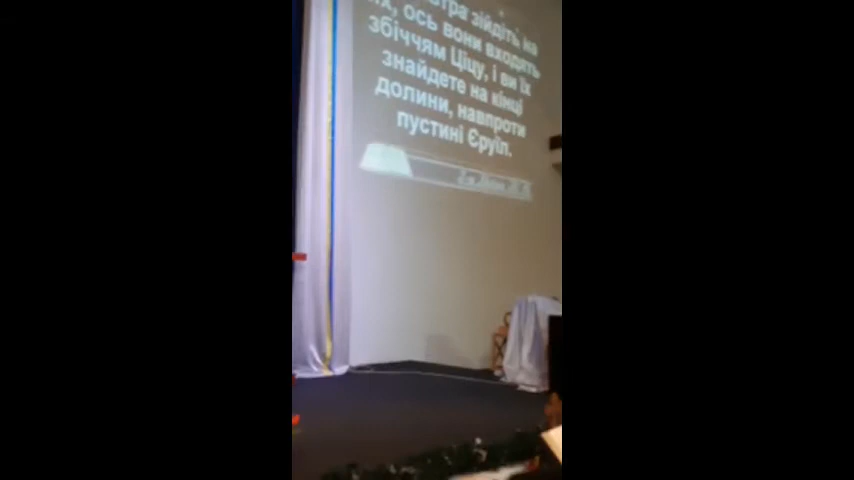 зійдіть на
ось вони входять
збіччям Ціцу, і ви їх
знайдете на кінці
долини, навпроти
пустині Єруїл.